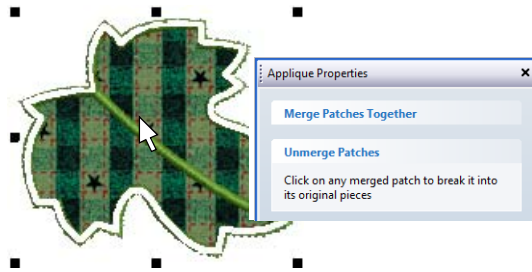 Applique Properties
Merge Patches Together
Unmerge Patches
Click on any merged patch to break it into
its original pieces